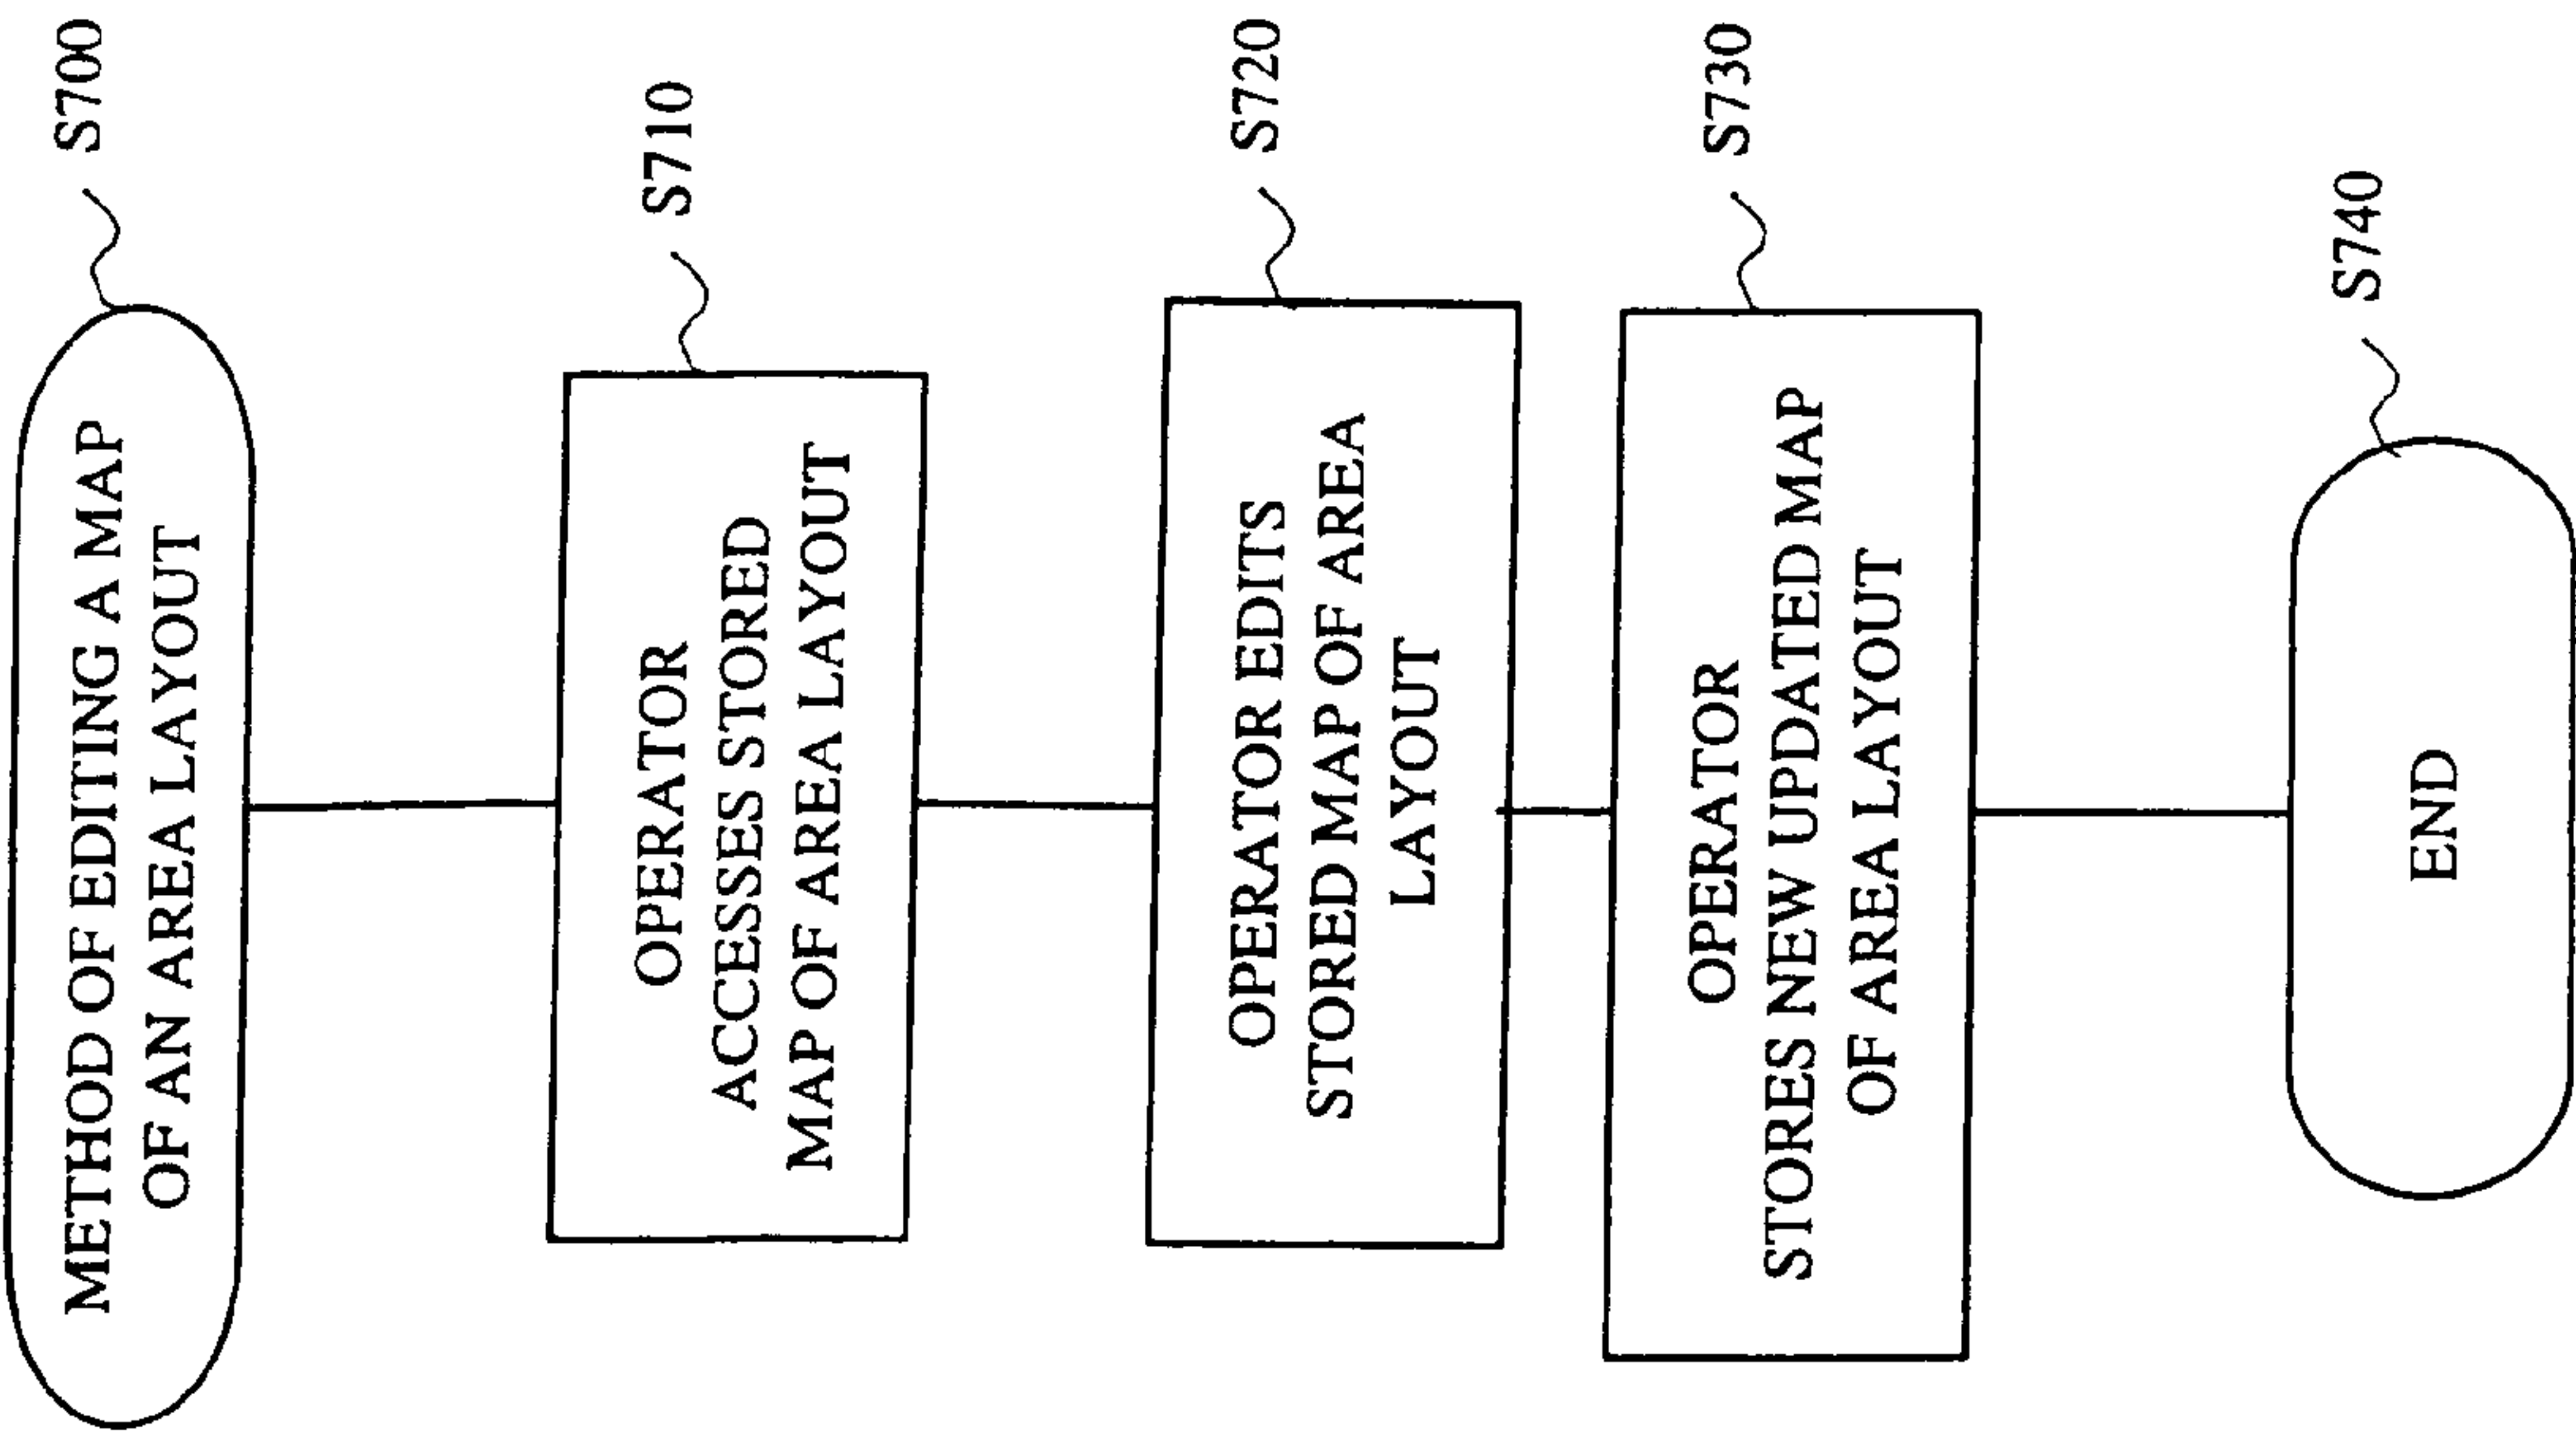 METHOD OF EDITING A MAP
OF AN AREA LAYOUT
S700
OPERATOR
ACCESSES STORED
MAP OF AREA LAYOUT
S710
OPERATOR EDITS
STORED MAP OF AREA
LAYOUT
S720
OPERATOR
STORES NEW UPDATED MAP
OF AREA LAYOUT
S730
END
S740